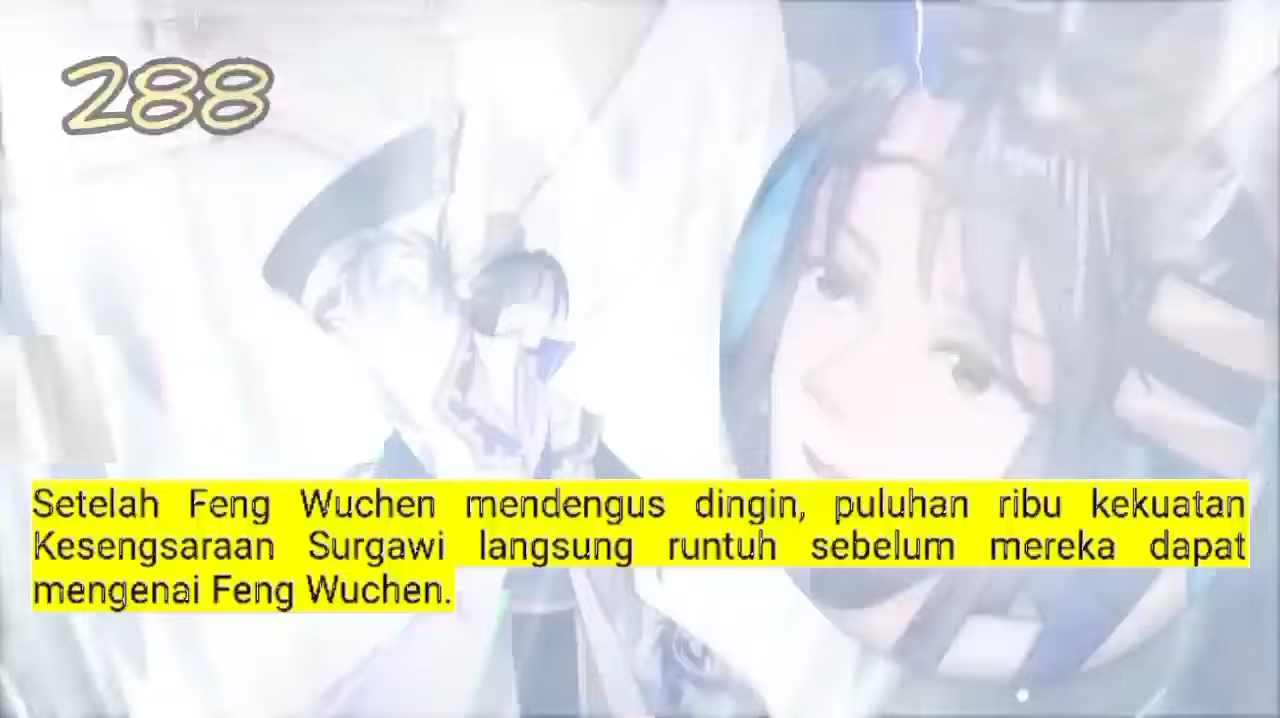 288
Setelah Feng Wuchen mendengus dingin, puluhan ribu kekuatan
Kesengsaraan Surgawi langsung runtuh sebelum mereka dapat
mengenai Feng Wuchen.